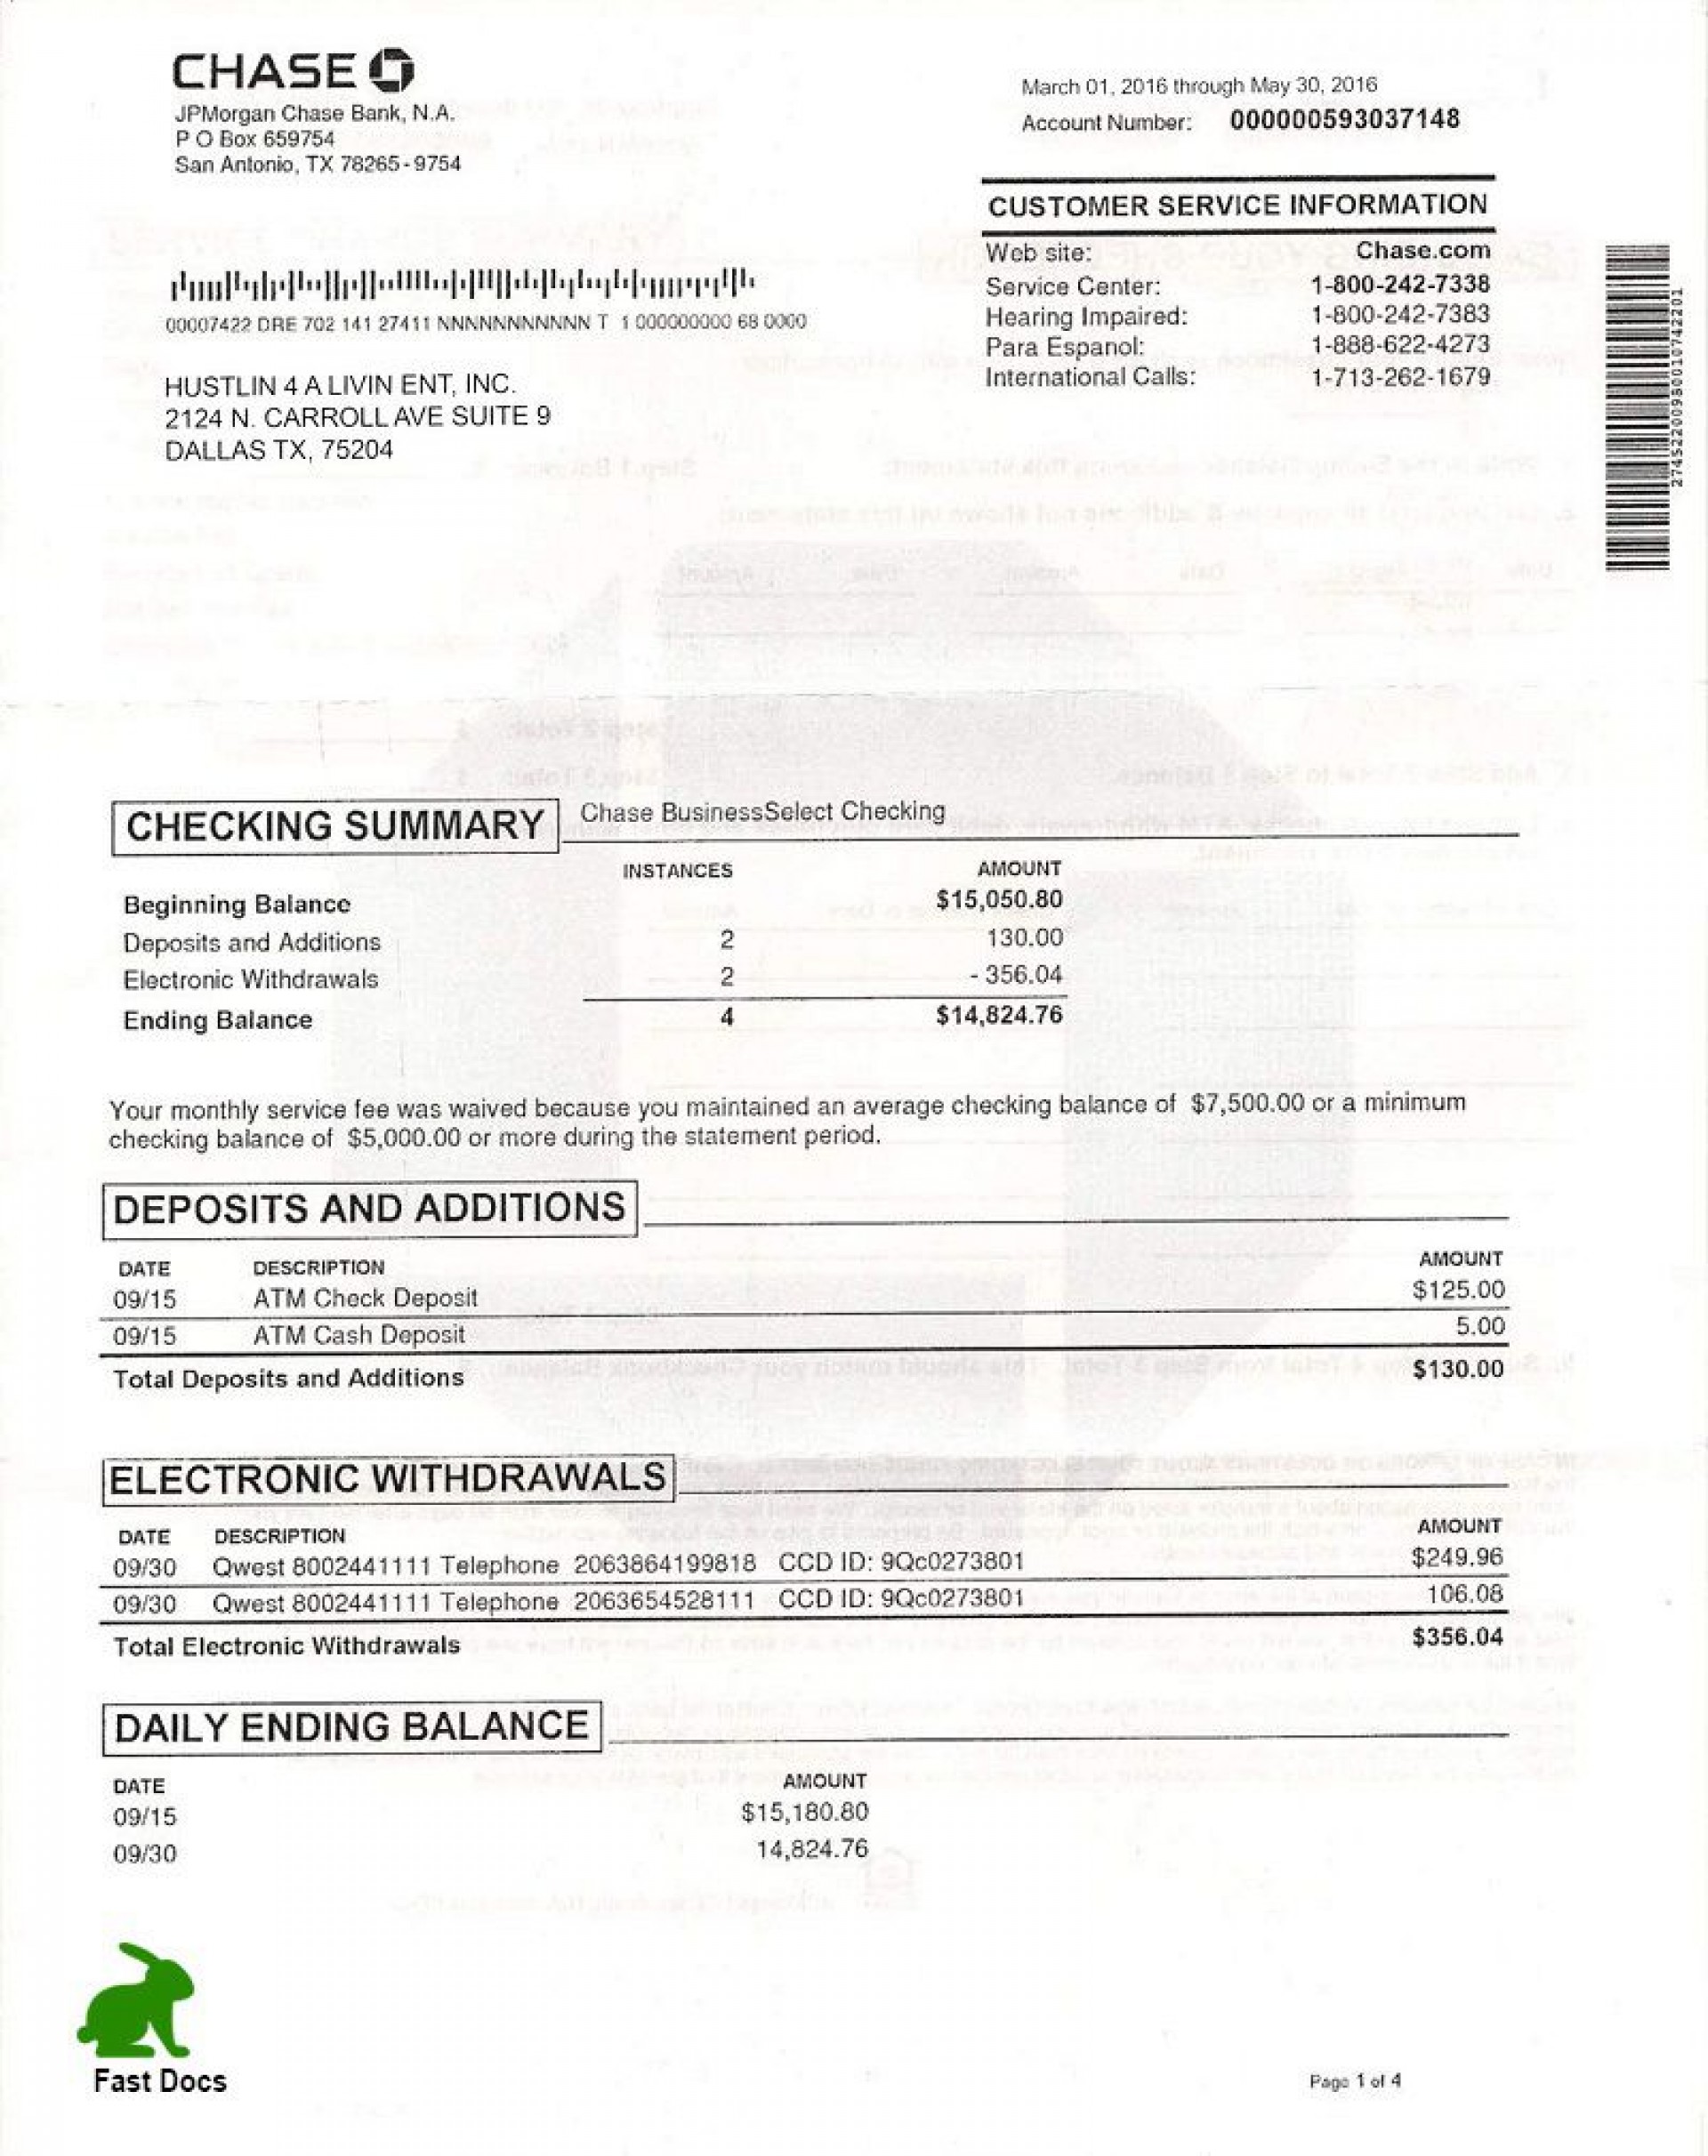 CHASE
JPMorgan Chase Bank, N.A.
P O Box 659754
San Antonio, TX 78265-9754
March 01, 2016 through May 30, 2016
Account Number: 000000593037148
CUSTOMER SERVICE INFORMATION
Web site: Chase.com
Service Center: 1-800-242-7338
Hearing Impaired: 1-800-242-7383
Para Espanol: 1-888-622-4273
International Calls: 1-713-262-1679
00007422 DRE 702 141 27411 NNNNNNNNNNNN T 1 000000000 68 0000
HUSTLIN 4 A LIVIN ENT, INC.
2124 N. CARROLL AVE SUITE 9
DALLAS TX, 75204
CHECKING SUMMARY Chase BusinessSelect Checking
INSTANCES AMOUNT
Beginning Balance $15,050.80
Deposits and Additions 2 130.00
Electronic Withdrawals 2 - 356.04
Ending Balance 4 $14,824.76
Your monthly service fee was waived because you maintained an average checking balance of $7,500.00 or a minimum
checking balance of $5,000.00 or more during the statement period.
DEPOSITS AND ADDITIONS
DATE DESCRIPTION AMOUNT
09/15 ATM Check Deposit $125.00
09/15 ATM Cash Deposit 5.00
Total Deposits and Additions $130.00
ELECTRONIC WITHDRAWALS
DATE DESCRIPTION AMOUNT
09/30 Qwest 8002441111 Telephone 2063864199818 CCD ID: 9Qc0273801 $249.96
09/30 Qwest 8002441111 Telephone 2063654528111 CCD ID: 9Qc0273801 106.08
Total Electronic Withdrawals $356.04
DAILY ENDING BALANCE
DATE AMOUNT
09/15 $15,180.80
09/30 14,824.76
Fast Docs
Page 1 of 4